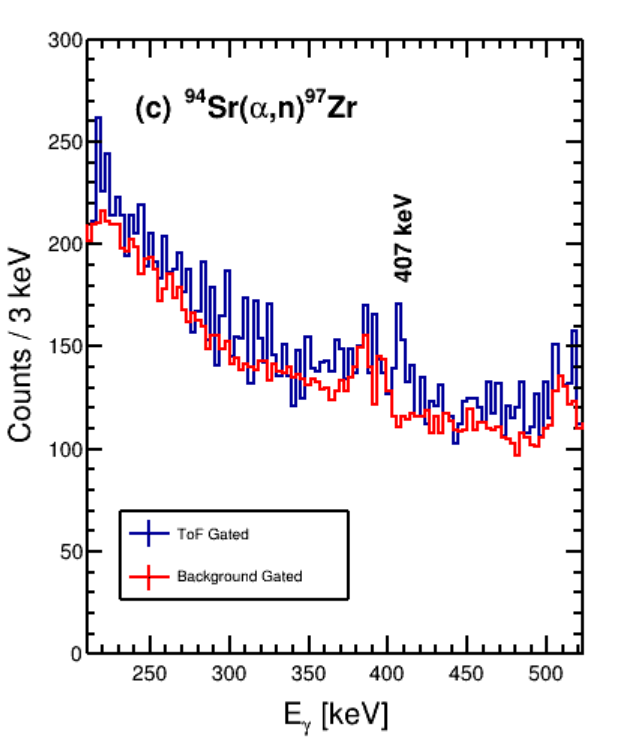 300
250
200
150
100
50
0
Counts / 3 keV
(c) ⁹⁴Sr(α,n)⁹⁷Zr
407 keV
ToF Gated
Background Gated
250 300 350 400 450 500
Eᵧ [keV]